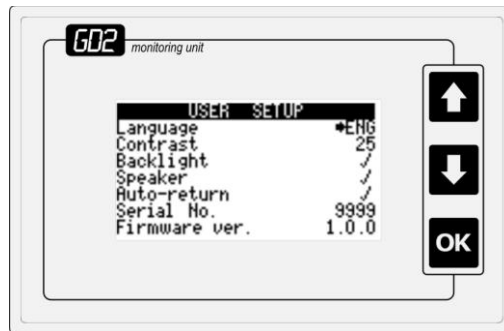 GD2 monitoring unit
USER SETUP
Language ➧ENG
Contrast 25
Backlight ✓
Speaker ✓
Auto-return ✓
Serial No. 9999
Firmware ver. 1.0.0
OK